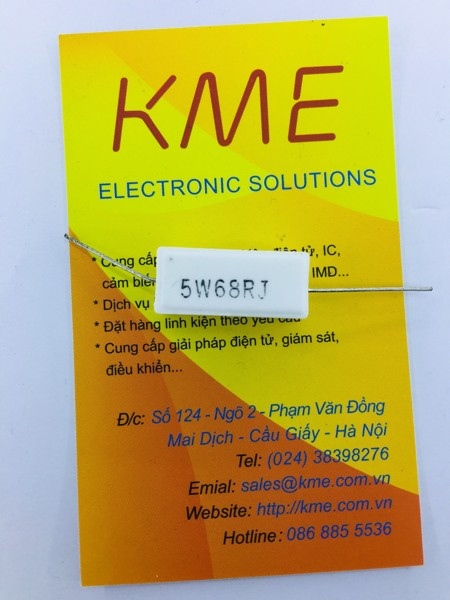 KME
ELECTRONIC SOLUTIONS
* Cung cấp điện tử, IC,
cảm biến IMD...
5W68RJ
* Dịch vụ
* Đặt hàng linh kiện theo yêu cầu
* Cung cấp giải pháp điện tử, giám sát,
điều khiển...
Đ/c: Số 124 - Ngõ 2 - Phạm Văn Đồng
Mai Dịch - Cầu Giấy - Hà Nội
Tel: (024) 38398276
Emial: sales@kme.com.vn
Website: http://kme.com.vn
Hotline: 086 885 5536